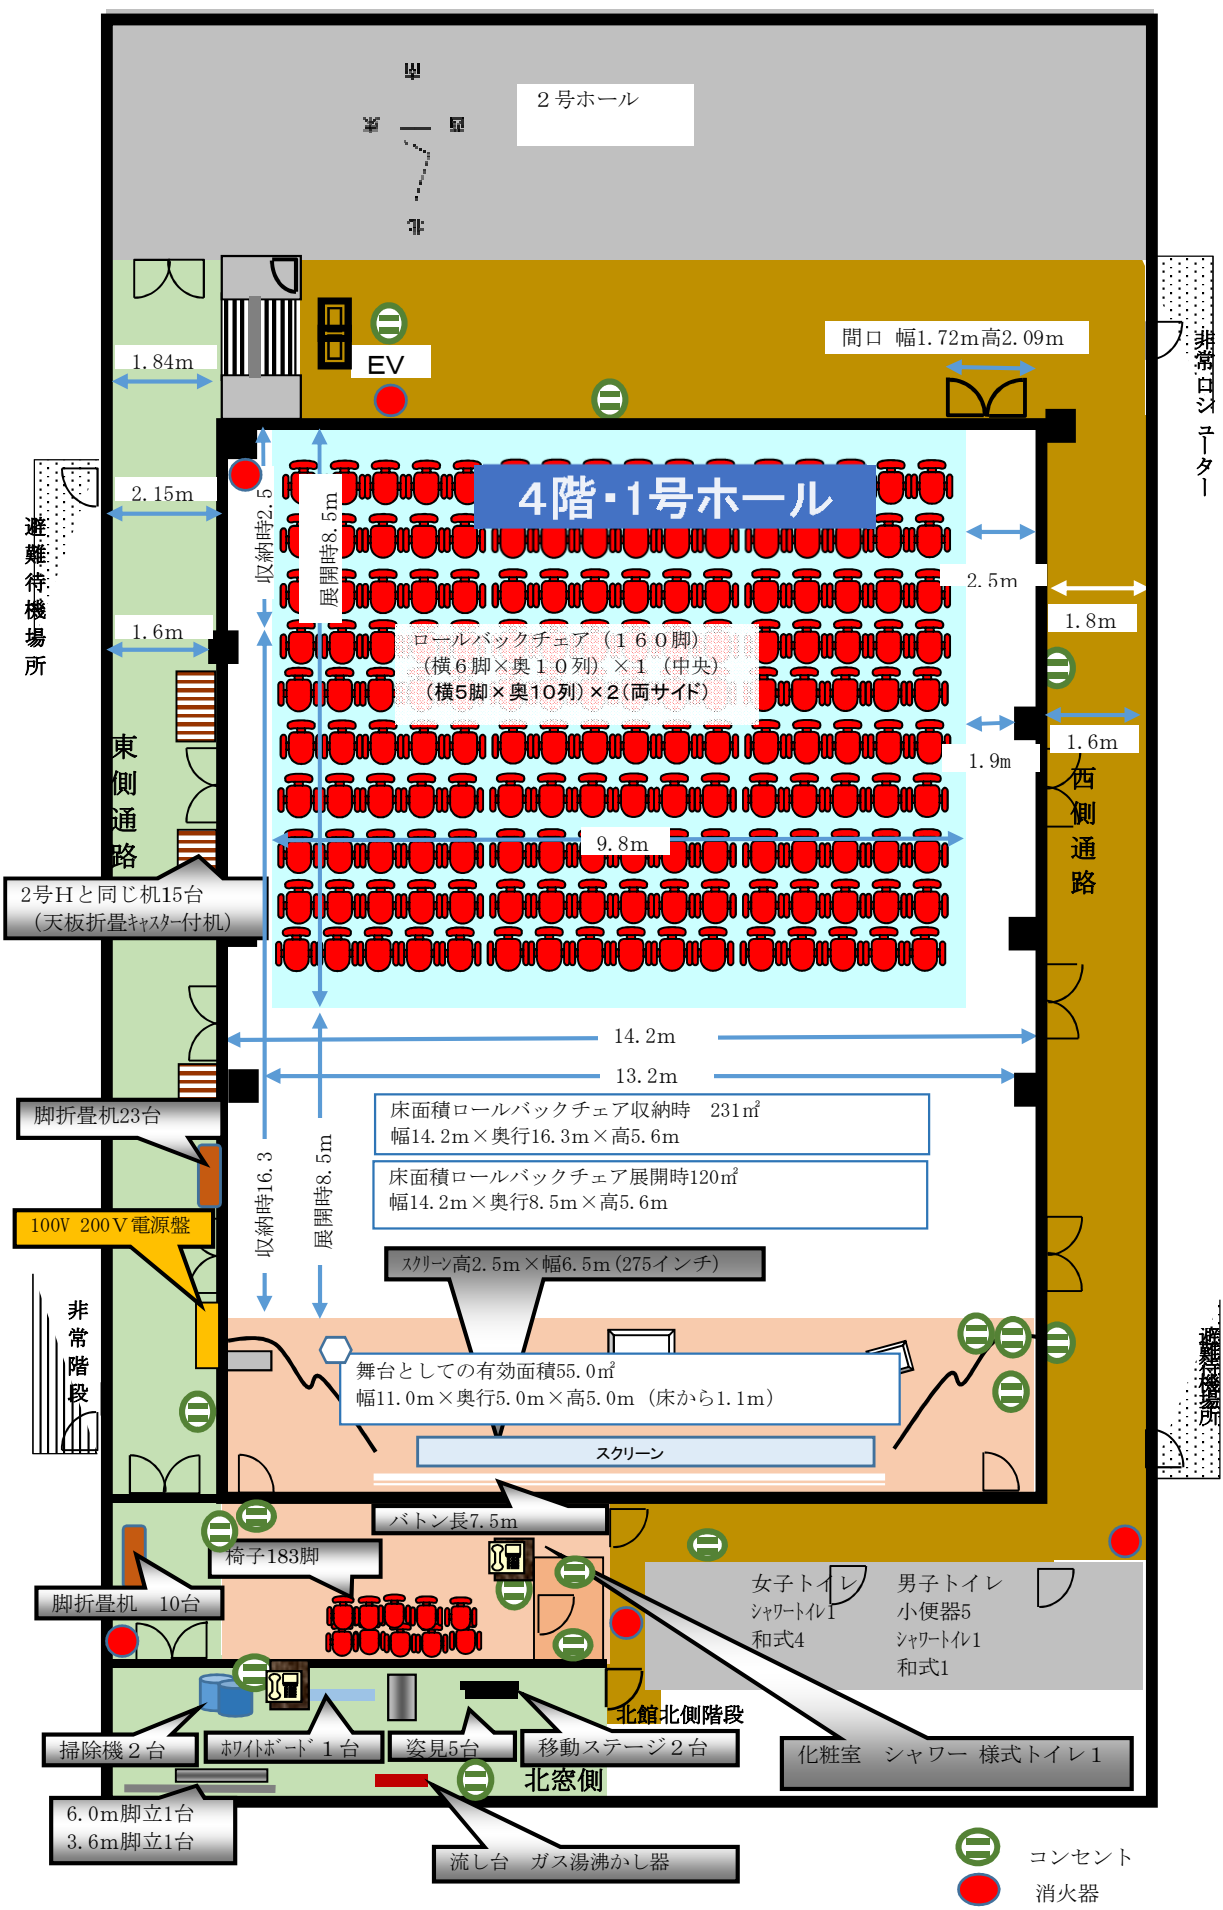 南
東
西
北
２号ホール
1.84m
EV
間口 幅1.72m高2.09m
非常口シューター
4階・1号ホール
2.15m
収納時2.5
展開時8.5m
避難待機場所
2.5m
1.8m
1.6m
ロールバックチェア（１６０脚）
（横６脚×奥１０列）×１（中央）
(横5脚×奥10列)×2(両サイド)
1.6m
1.9m
東側通路
西側通路
9.8m
2号Hと同じ机15台
（天板折畳ｷｬｽﾀｰ付机）
14.2m
13.2m
脚折畳机23台
床面積ロールバックチェア収納時　231㎡
幅14.2m×奥行16.3m×高5.6m
収納時16.3
展開時8.5m
床面積ロールバックチェア展開時120㎡
幅14.2m×奥行8.5m×高5.6m
100V 200V電源盤
ｽｸﾘｰﾝ高2.5m×幅6.5m(275インチ)
非常階段
避難待機場所
舞台としての有効面積55.0㎡
幅11.0m×奥行5.0m×高5.0m（床から1.1m）
スクリーン
バトン長7.5m
椅子183脚
脚折畳机　10台
女子トイレ
ｼｬﾜｰﾄｲﾚ1
和式4
男子トイレ
小便器5
ｼｬﾜｰﾄｲﾚ1
和式1
北館北側階段
掃除機２台
ﾎﾜｲﾄﾎﾞｰﾄﾞ１台
姿見5台
移動ステージ２台
化粧室　シャワー 様式トイレ１
北窓側
6.0m脚立1台
3.6m脚立1台
流し台　ガス湯沸かし器
コンセント
消火器